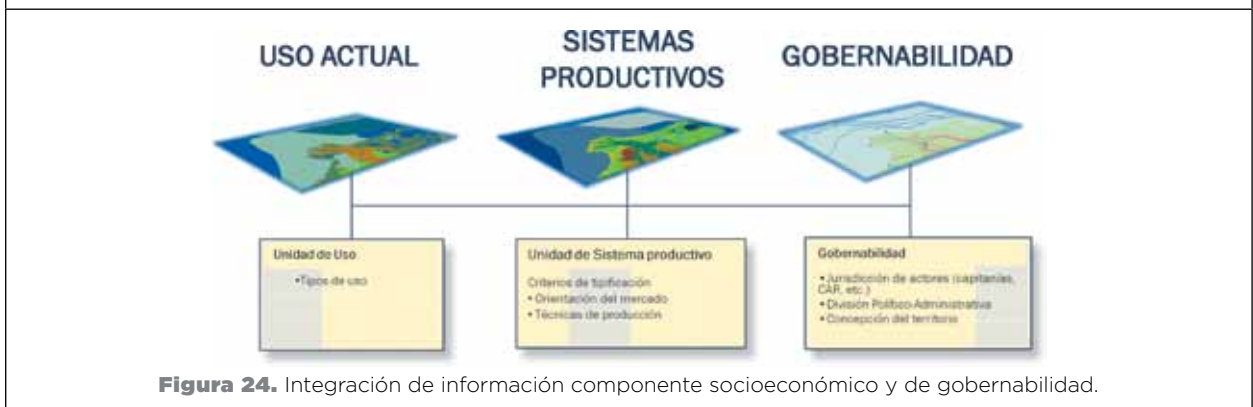 USO ACTUAL
SISTEMAS
PRODUCTIVOS
GOBERNABILIDAD
Unidad de Uso
•Tipos de uso
Unidad de Sistema productivo
Criterios de tipificación
• Orientación del mercado
• Técnicas de producción
Gobernabilidad
• Jurisdicción de actores (capitanías,
CAR, etc.)
• División Político-Administrativa
• Concepción del territorio
Figura 24. Integración de información componente socioeconómico y de gobernabilidad.